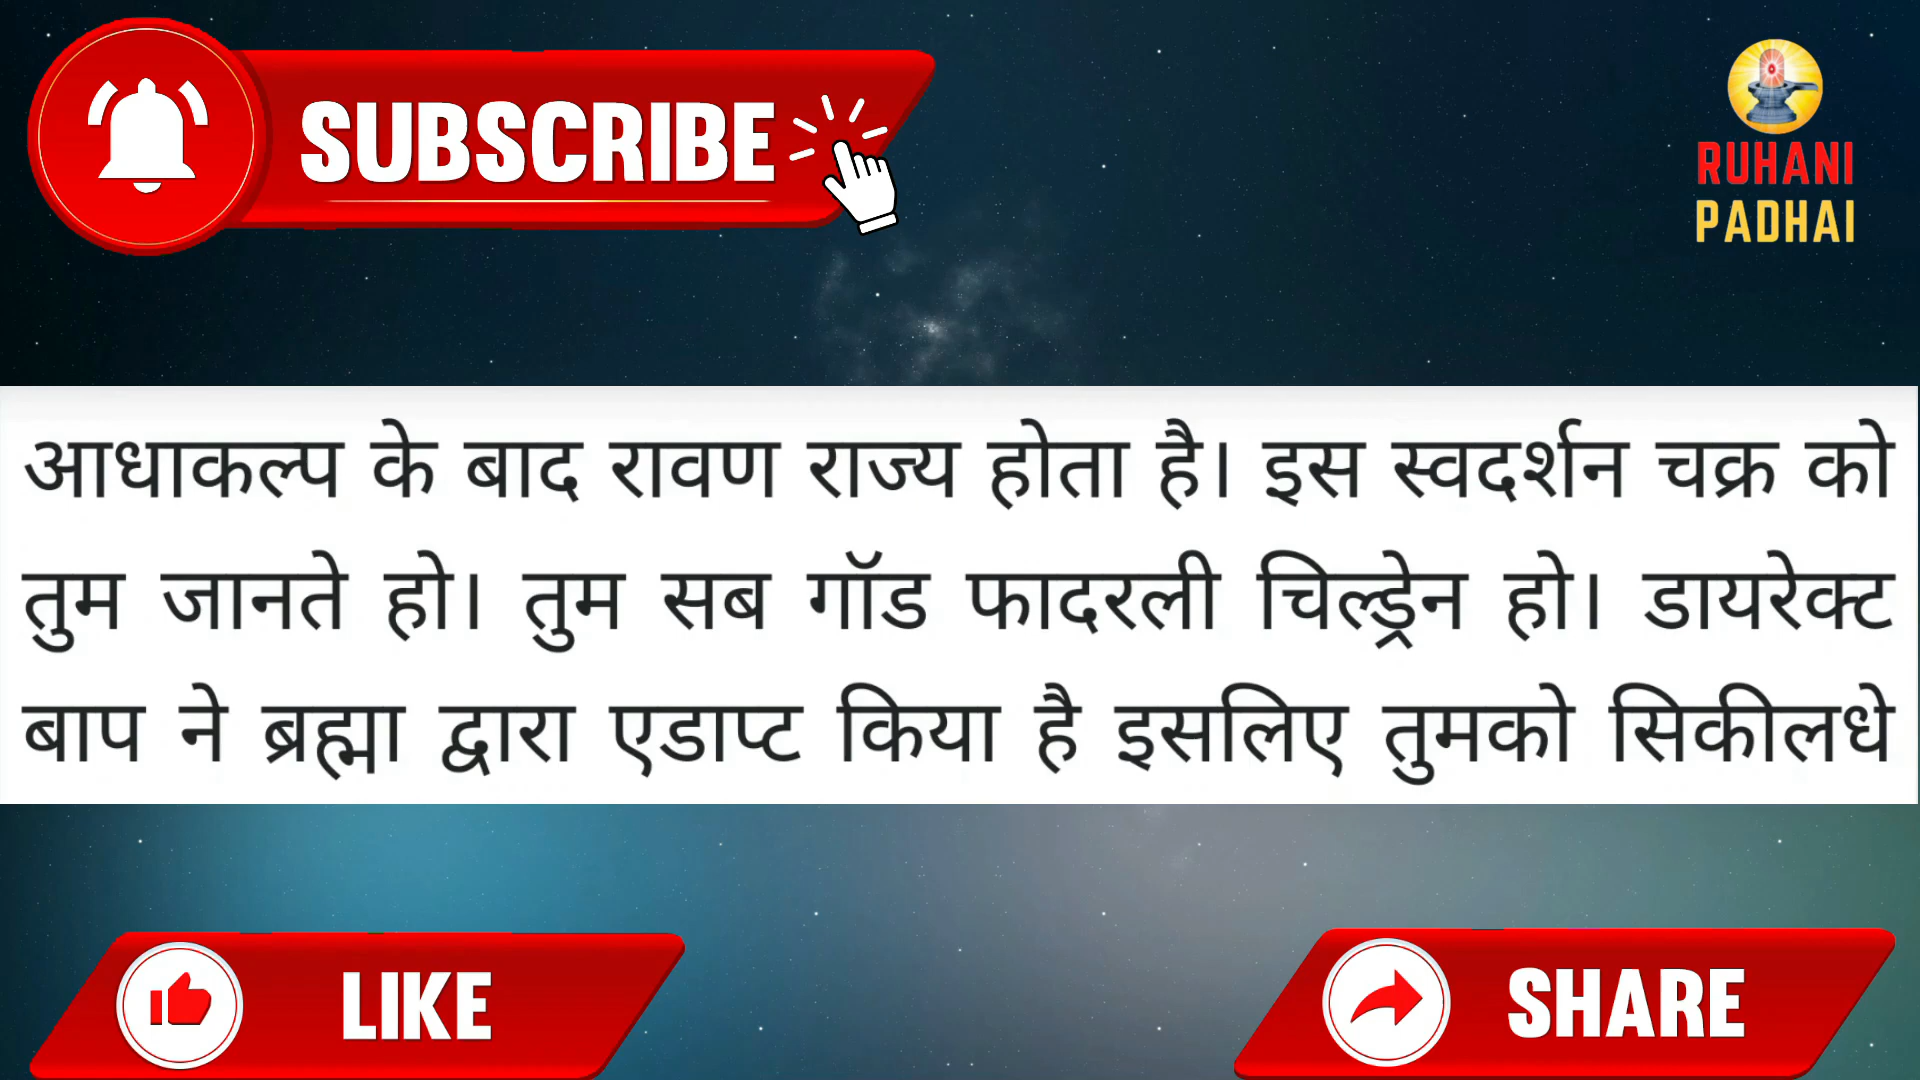 SUBSCRIBE
RUHANI
PADHAI
आधाकल्प के बाद रावण राज्य होता है। इस स्वदर्शन चक्र को
तुम जानते हो। तुम सब गॉड फादरली चिल्ड्रेन हो। डायरेक्ट
बाप ने ब्रह्मा द्वारा एडाप्ट किया है इसलिए तुमको सिकीलधे
LIKE
SHARE